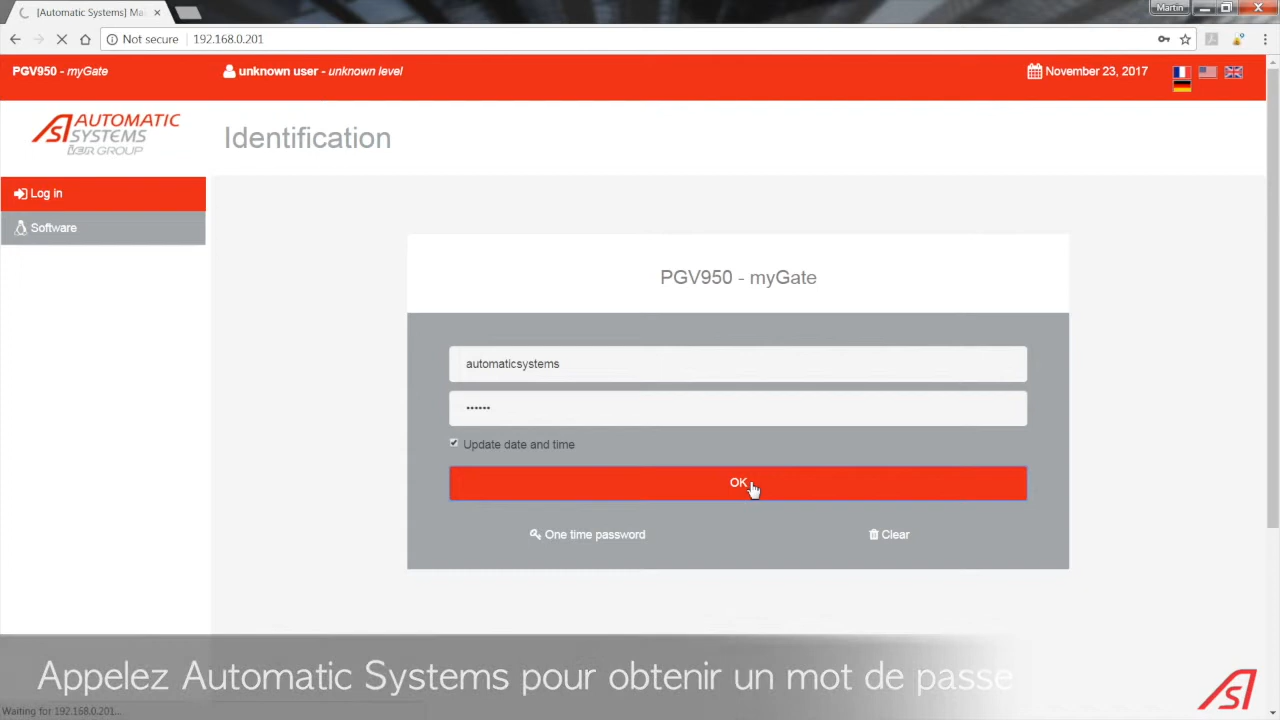 [Automatic Systems] Ma
Martin
Not secure 192.168.0.201
PGV950 - myGate
unknown user - unknown level
November 23, 2017
AUTOMATIC
SYSTEMS
IER GROUP
Identification
Log in
Software
PGV950 - myGate
automaticsystems
••••••
Update date and time
OK
One time password
Clear
Appelez Automatic Systems pour obtenir un mot de passe
Waiting for 192.168.0.201...